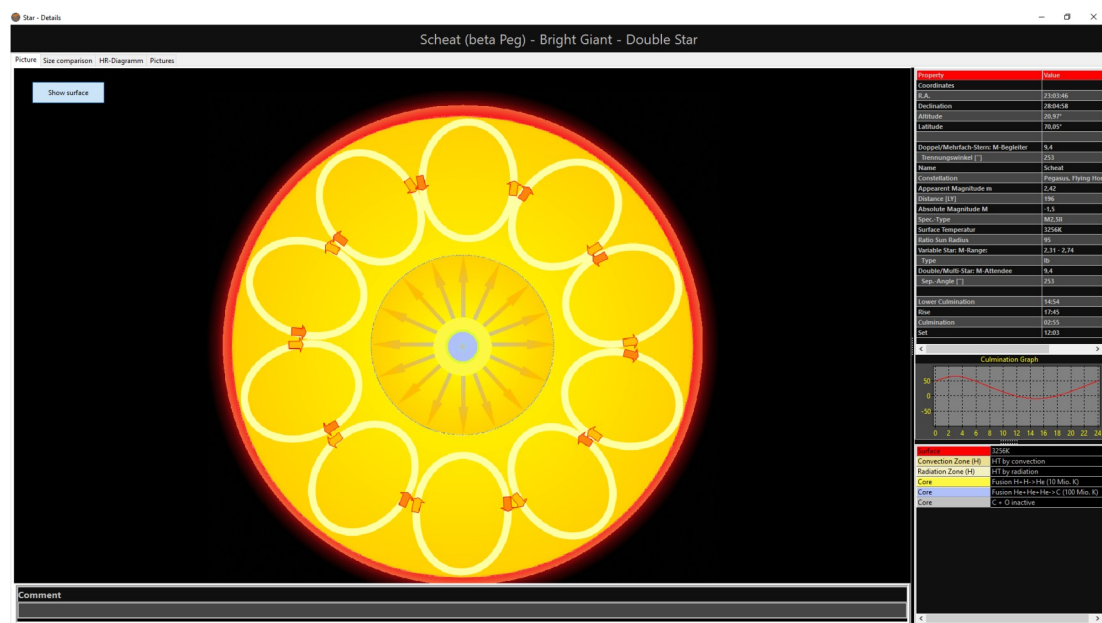 Star - Details
Scheat (beta Peg) - Bright Giant - Double Star
Picture Size comparison HR-Diagramm Pictures
Show surface
Property Value
Coordinates
R.A. 23:03:46
Declination 28:04:58
Altitude 20,97°
Latitude 70,05°
Doppel/Mehrfach-Stern: M-Begleiter 9,4
Trennungswinkel ["] 253
Name Scheat
Constellation Pegasus, Flying Hor
Appearent Magnitude m 2,42
Distance (LY) 196
Absolute Magnitude M -1,5
Spec.-Type M2,5II
Surface Temperatur 3256K
Ratio Sun Radius 95
Variable Star: M-Range: 2,31 - 2,74
Type lb
Double/Multi-Star: M-Attendee 9,4
Sep.-Angle ["] 253
Lower Culmination 14:54
Rise 17:45
Culmination 02:55
Set 12:03
Culmination Graph
50
0
-50
0 2 4 6 8 10 12 14 16 18 20 22 24
Surface 3256K
Convection Zone (H) HT by convection
Radiation Zone (H) HT by radiation
Core Fusion H+H->He (10 Mio. K)
Core Fusion He+He+He->C (100 Mio. K)
Core C + O inactive
Comment